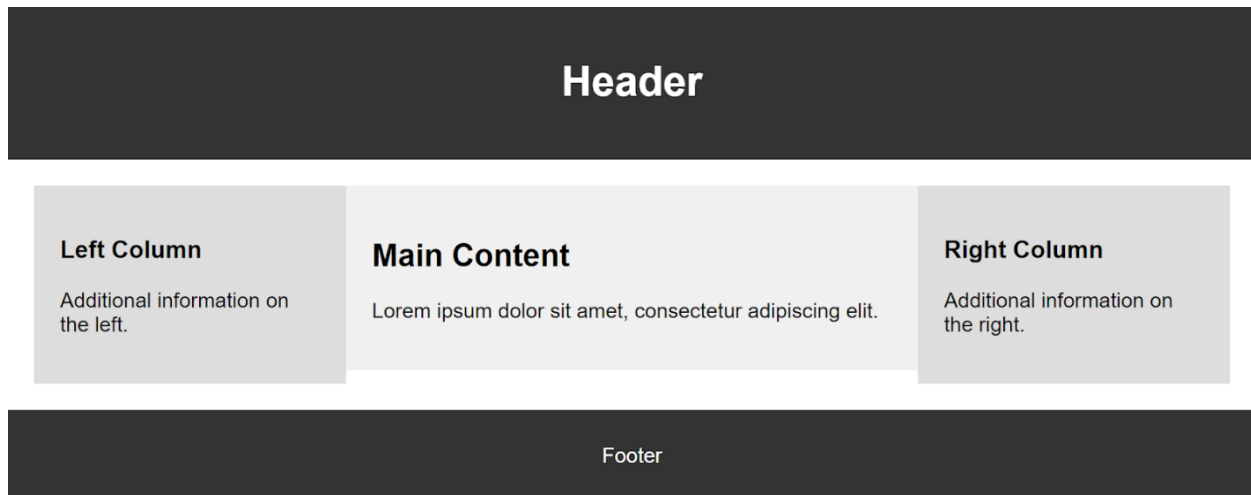 Header
Left Column
Additional information on
the left.
Main Content
Lorem ipsum dolor sit amet, consectetur adipiscing elit.
Right Column
Additional information on
the right.
Footer